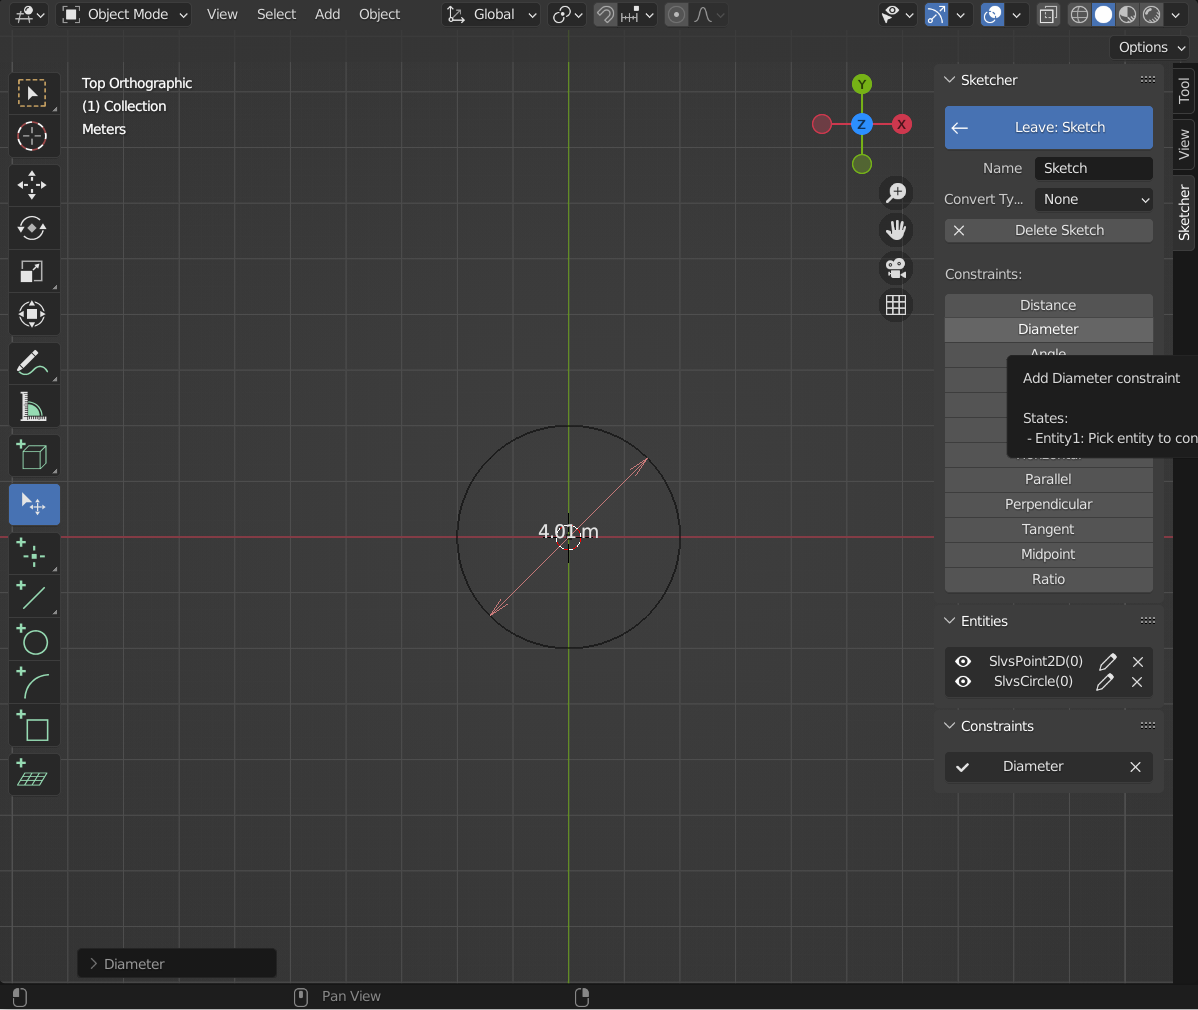 Object Mode View Select Add Object Global
Options
Top Orthographic
(1) Collection
Meters
Y
Z
X
Tool
View
Sketcher
Sketcher
Leave: Sketch
Name Sketch
Convert Ty... None
Delete Sketch
Constraints:
Distance
Diameter
Add Diameter constraint
States:
- Entity1: Pick entity to con
Parallel
Perpendicular
Tangent
Midpoint
Ratio
4.01 m
Entities
SlvsPoint2D(0)
SlvsCircle(0)
Constraints
Diameter
Diameter
Pan View